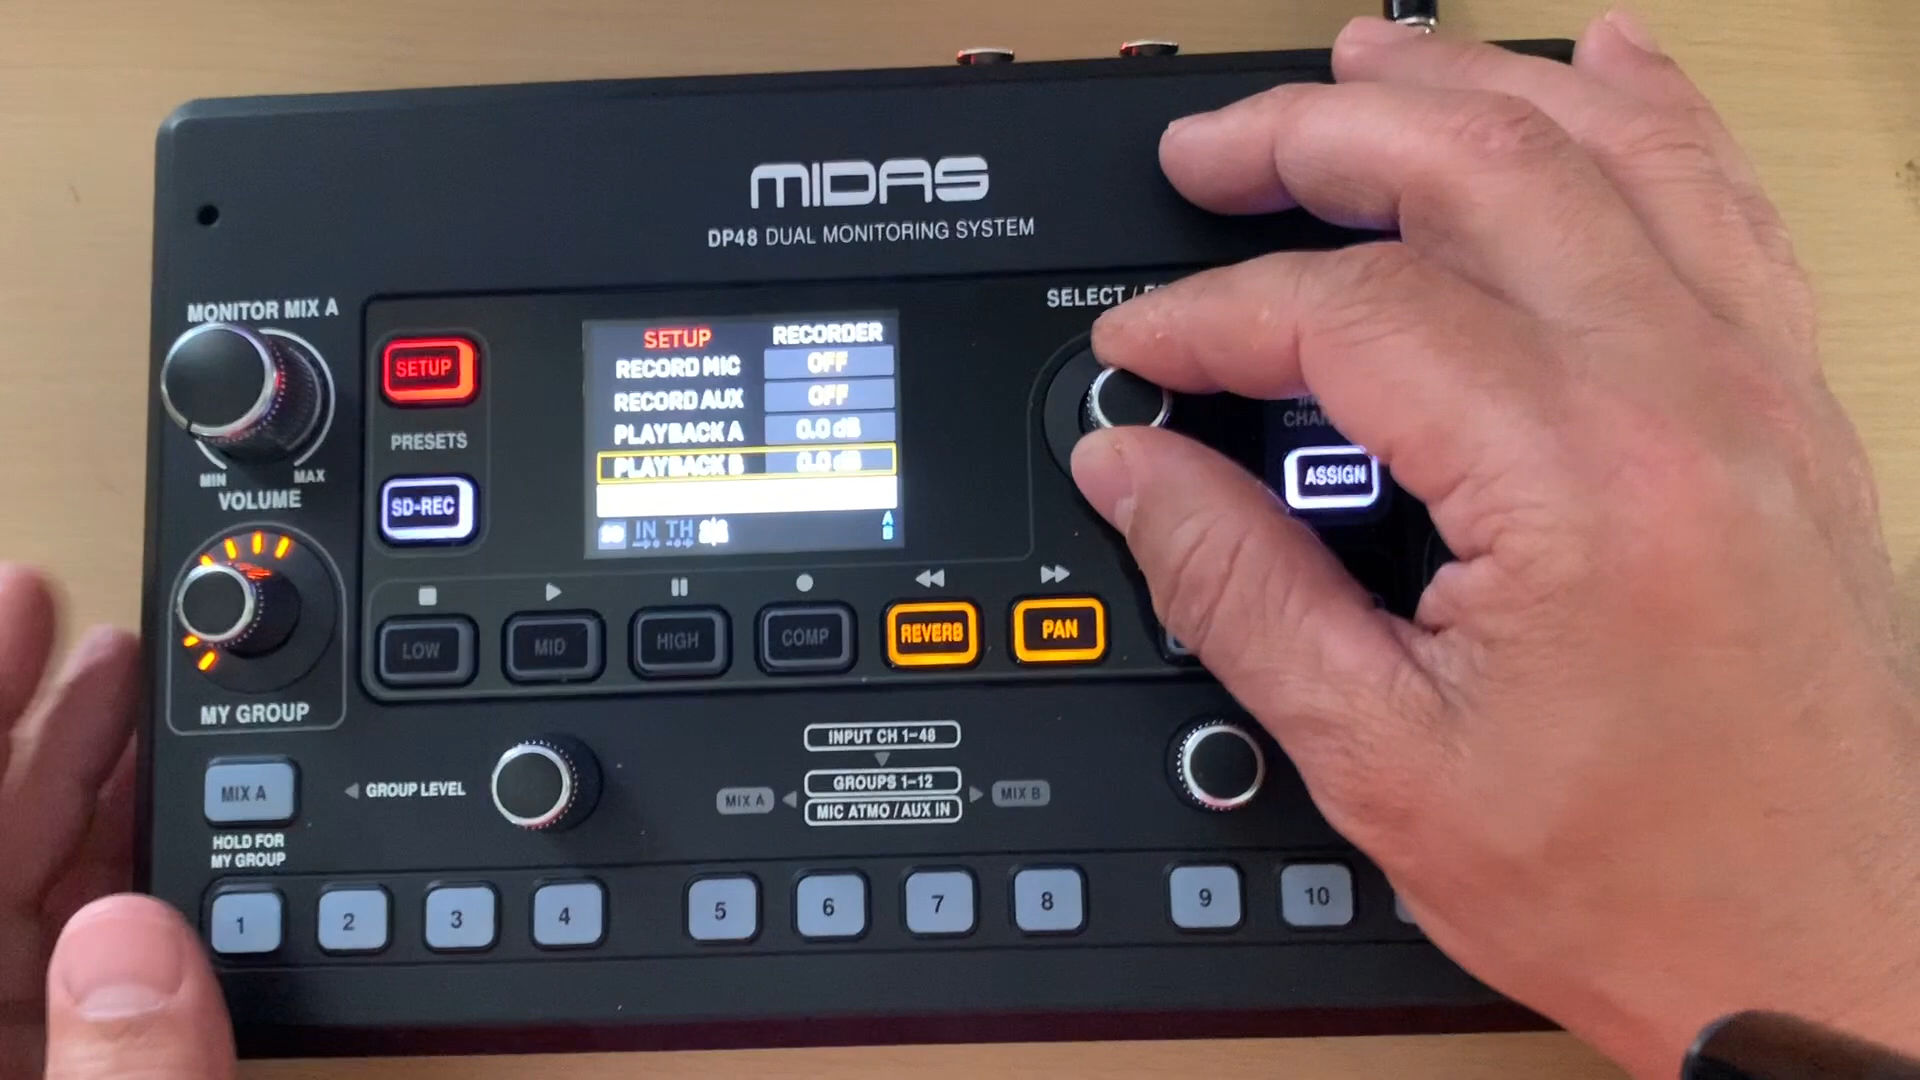 MIDAS
DP48 DUAL MONITORING SYSTEM
MONITOR MIX A
SELECT /
SETUP
SETUP RECORDER
RECORD MIC OFF
RECORD AUX OFF
PLAYBACK A 0.0 dB
PLAYBACK B 0.0 dB
IN TH
A
B
PRESETS
SD-REC
MIN MAX
VOLUME
ASSIGN
LOW MID HIGH COMP REVERB PAN
MY GROUP
MIX A
HOLD FOR
MY GROUP
GROUP LEVEL
INPUT CH 1-48
GROUPS 1-12
MIX A MIX B
MIC ATMO / AUX IN
1 2 3 4 5 6 7 8 9 10